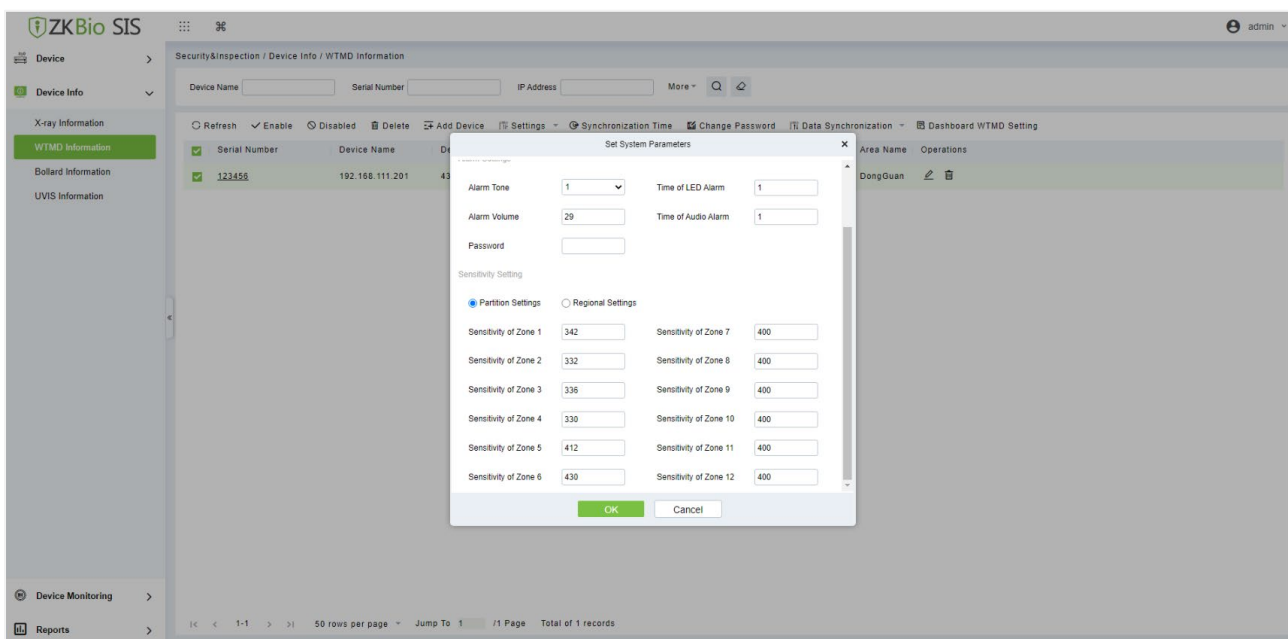 ZKBio SIS
admin
Device
Device Info
X-ray Information
WTMD Information
Bollard Information
UVIS Information
Device Monitoring
Reports
Security&Inspection / Device Info / WTMD Information
Device Name Serial Number IP Address More
Refresh Enable Disabled Delete Add Device Settings Synchronization Time Change Password Data Synchronization Dashboard WTMD Setting
Serial Number Device Name De Area Name Operations
123456 192.168.111.201 43 DongGuan
Set System Parameters
Alarm Tone 1 Time of LED Alarm 1
Alarm Volume 29 Time of Audio Alarm 1
Password
Sensitivity Setting
Partition Settings Regional Settings
Sensitivity of Zone 1 342 Sensitivity of Zone 7 400
Sensitivity of Zone 2 332 Sensitivity of Zone 8 400
Sensitivity of Zone 3 336 Sensitivity of Zone 9 400
Sensitivity of Zone 4 330 Sensitivity of Zone 10 400
Sensitivity of Zone 5 412 Sensitivity of Zone 11 400
Sensitivity of Zone 6 430 Sensitivity of Zone 12 400
OK Cancel
|< < 1-1 > >| 50 rows per page Jump To 1 /1 Page Total of 1 records